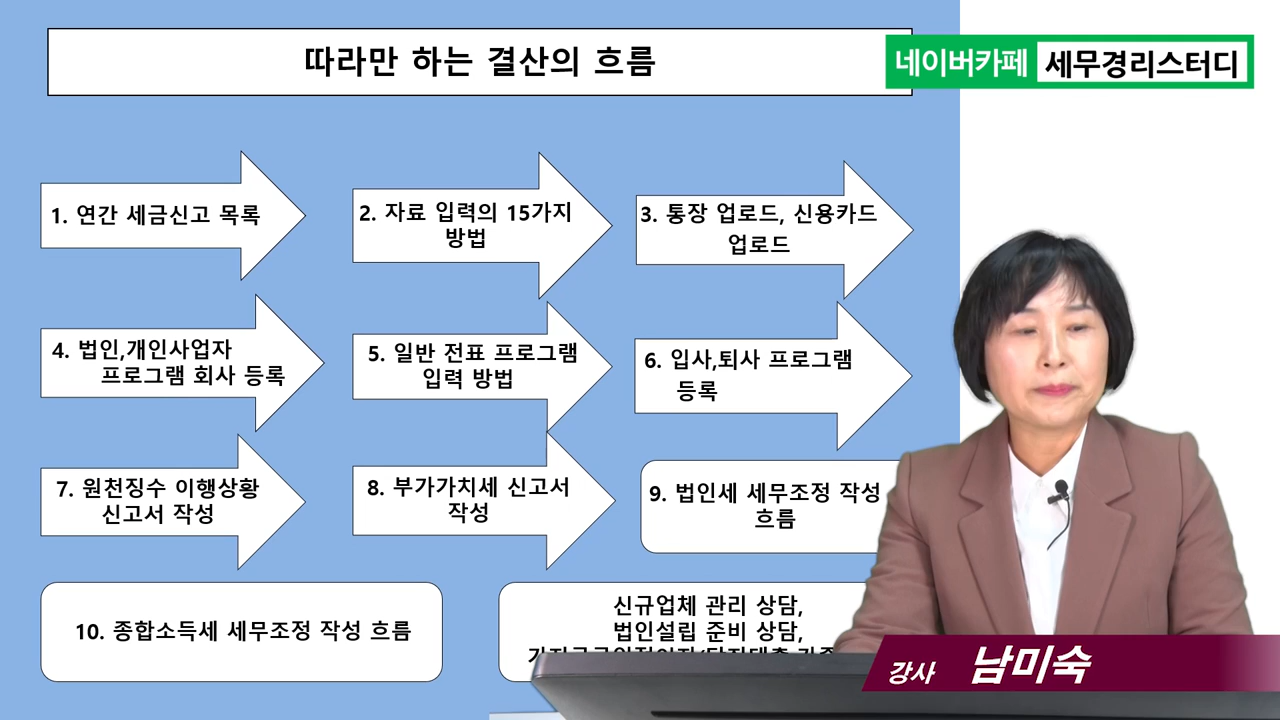 따라만 하는 결산의 흐름
네이버카페 세무경리스터디
1. 연간 세금신고 목록
2. 자료 입력의 15가지
방법
3. 통장 업로드, 신용카드
업로드
4. 법인,개인사업자
프로그램 회사 등록
5. 일반 전표 프로그램
입력 방법
6. 입사,퇴사 프로그램
등록
7. 원천징수 이행상황
신고서 작성
8. 부가가치세 신고서
작성
9. 법인세 세무조정 작성
흐름
10. 종합소득세 세무조정 작성 흐름
신규업체 관리 상담,
법인설립 준비 상담,
강사 남미숙